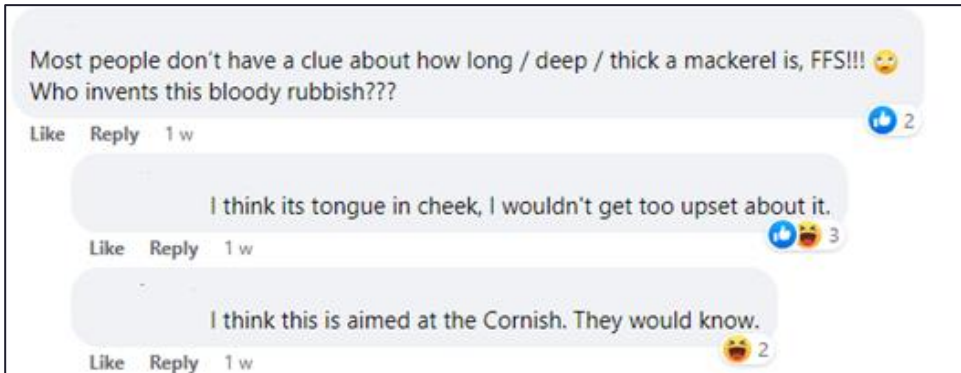 Most people don't have a clue about how long / deep / thick a mackerel is, FFS!!! 🙄
Who invents this bloody rubbish???
2
Like Reply 1 w
I think its tongue in cheek, I wouldn't get too upset about it.
3
Like Reply 1 w
I think this is aimed at the Cornish. They would know.
2
Like Reply 1 w